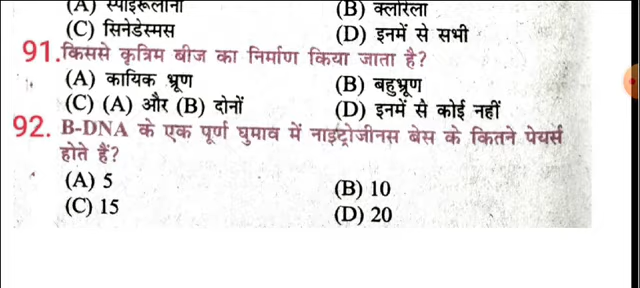 (A) स्पाइरूलीना (B) क्लोरेला
(C) सिनेडेस्मस (D) इनमें से सभी
91.किससे कृत्रिम बीज का निर्माण किया जाता है?
(A) कायिक भ्रूण (B) बहुभ्रूण
(C) (A) और (B) दोनों (D) इनमें से कोई नहीं
92. B-DNA के एक पूर्ण घुमाव में नाइट्रोजीनस बेस के कितने पेयर्स
होते हैं?
(A) 5 (B) 10
(C) 15 (D) 20